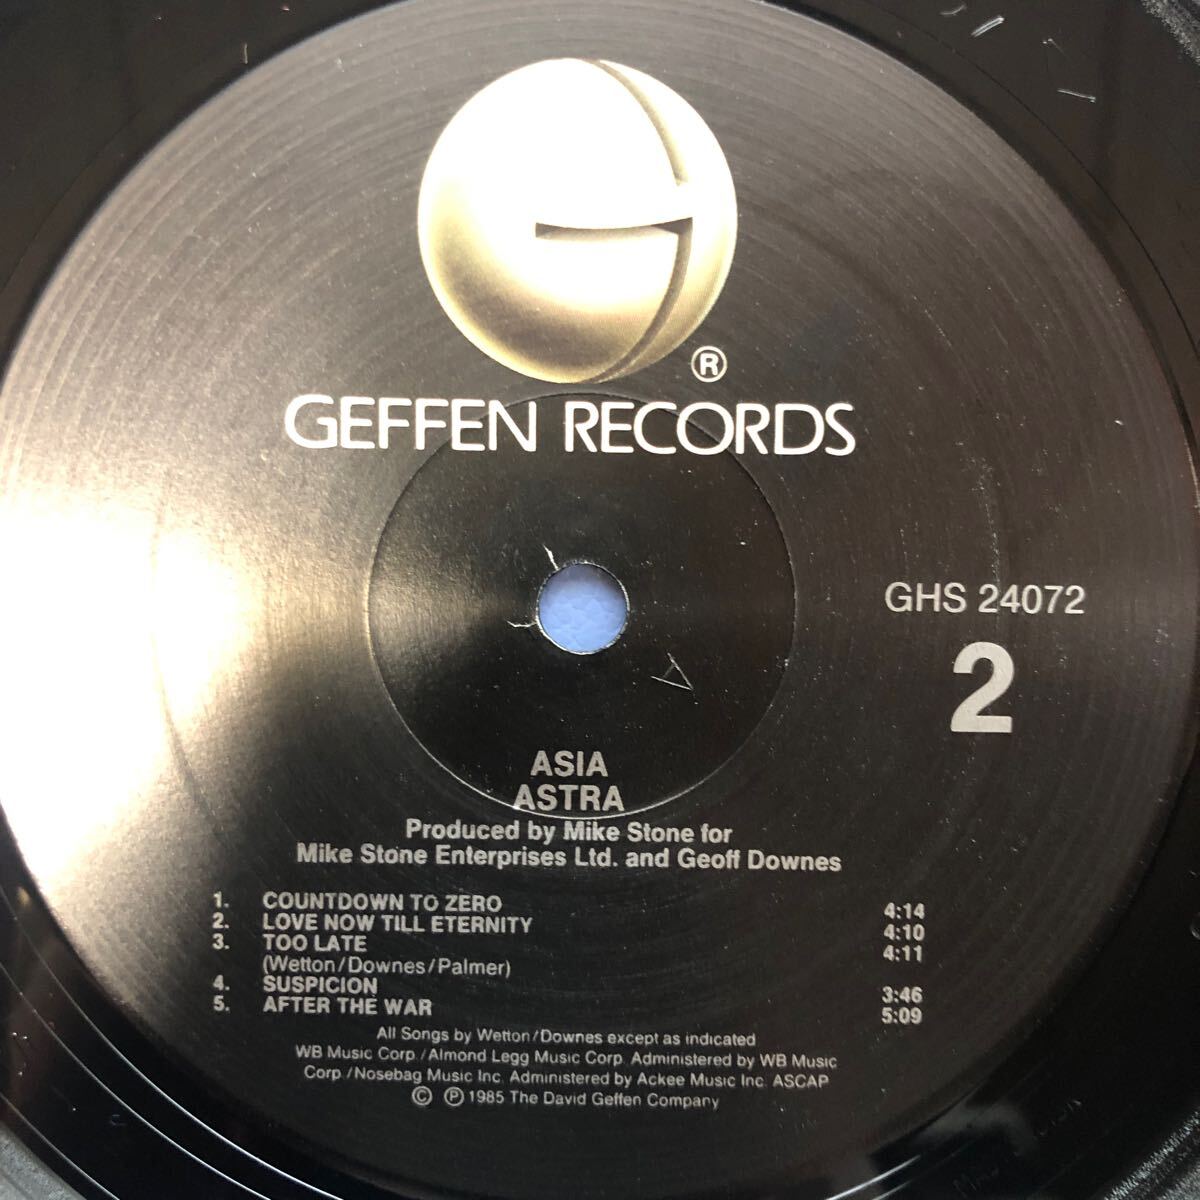 ®
GEFFEN RECORDS
GHS 24072
2
A
ASIA
ASTRA
Produced by Mike Stone for
Mike Stone Enterprises Ltd. and Geoff Downes
1. COUNTDOWN TO ZERO 4:14
2. LOVE NOW TILL ETERNITY 4:10
3. TOO LATE 4:11
(Wetton/Downes/Palmer)
4. SUSPICION 3:46
5. AFTER THE WAR 5:09
All Songs by Wetton/Downes except as indicated
WB Music Corp./Almond Legg Music Corp. Administered by WB Music
Corp./Nosebag Music Inc. Administered by Ackee Music Inc. ASCAP
© ℗ 1985 The David Geffen Company